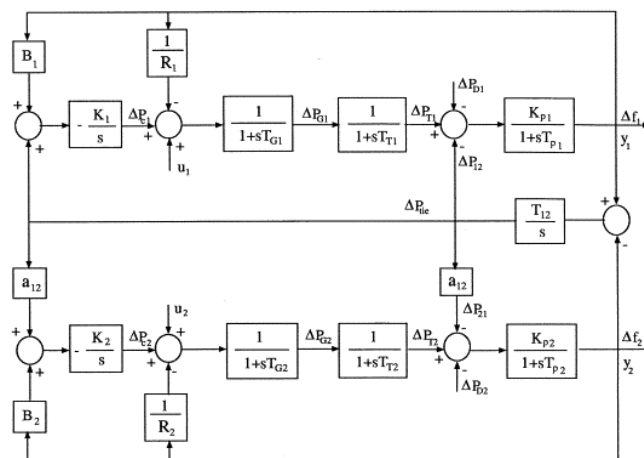 B1
1
R1
ΔPD1
+
-
-
- K1
s
ΔPc1
+
+
+
1
1+sTG1
ΔPG1
1
1+sTT1
ΔPT1
+
-
KP1
1+sTp1
Δf1
y1
u1
ΔP12
ΔPtie
T12
s
+
-
a12
a12
u2
ΔP21
+
+
-
- K2
s
ΔPc2
+
+
-
1
1+sTG2
ΔPG2
1
1+sTT2
ΔPT2
+
-
KP2
1+sTp2
Δf2
y2
B2
1
R2
ΔPD2